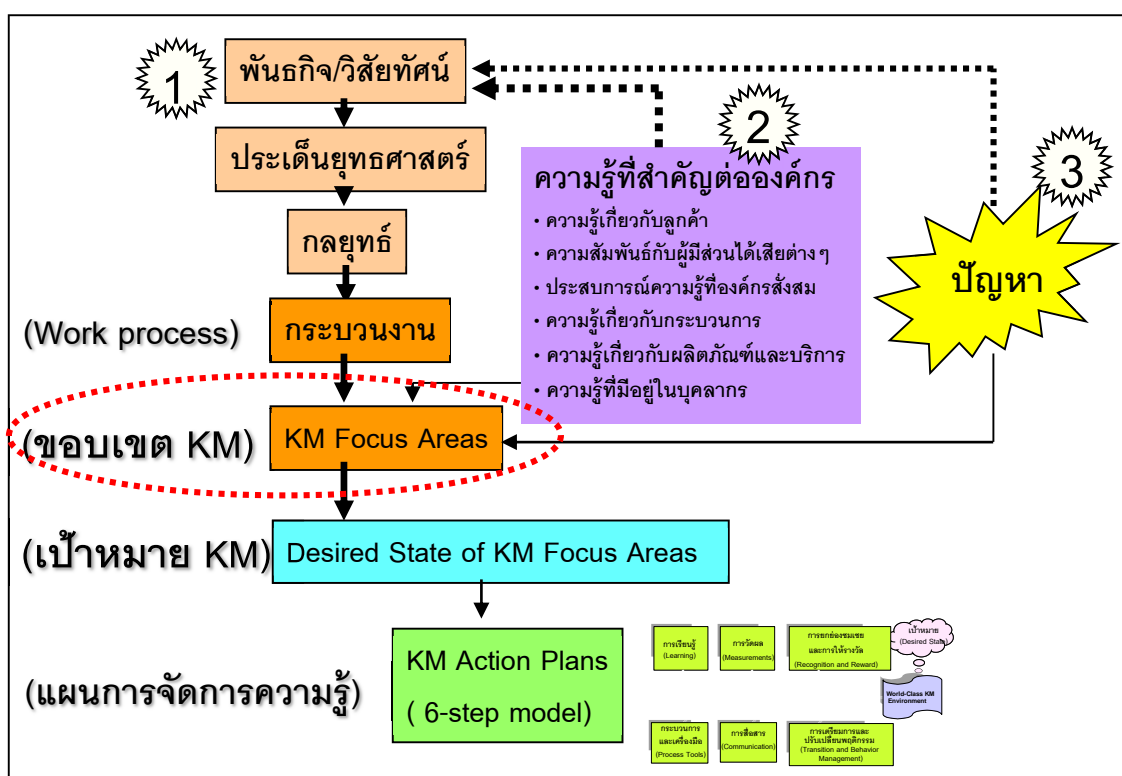 1
พันธกิจ/วิสัยทัศน์
ประเด็นยุทธศาสตร์
กลยุทธ์
(Work process)
กระบวนงาน
(ขอบเขต KM)
KM Focus Areas
2
ความรู้ที่สำคัญต่อองค์กร
• ความรู้เกี่ยวกับลูกค้า
• ความสัมพันธ์กับผู้มีส่วนได้เสียต่างๆ
• ประสบการณ์ความรู้ที่องค์กรสั่งสม
• ความรู้เกี่ยวกับกระบวนการ
• ความรู้เกี่ยวกับผลิตภัณฑ์และบริการ
• ความรู้ที่มีอยู่ในบุคลากร
3
ปัญหา
(เป้าหมาย KM)
Desired State of KM Focus Areas
(แผนการจัดการความรู้)
KM Action Plans
( 6-step model)
การเรียนรู้
(Learning)
การวัดผล
(Measurements)
การยกย่องชมเชย
และการให้รางวัล
(Recognition and Reward)
เป้าหมาย
(Desired State)
World-Class KM
Environment
กระบวนการ
และเครื่องมือ
(Process Tools)
การสื่อสาร
(Communication)
การเตรียมการและ
ปรับเปลี่ยนพฤติกรรม
(Transition and Behavior
Management)